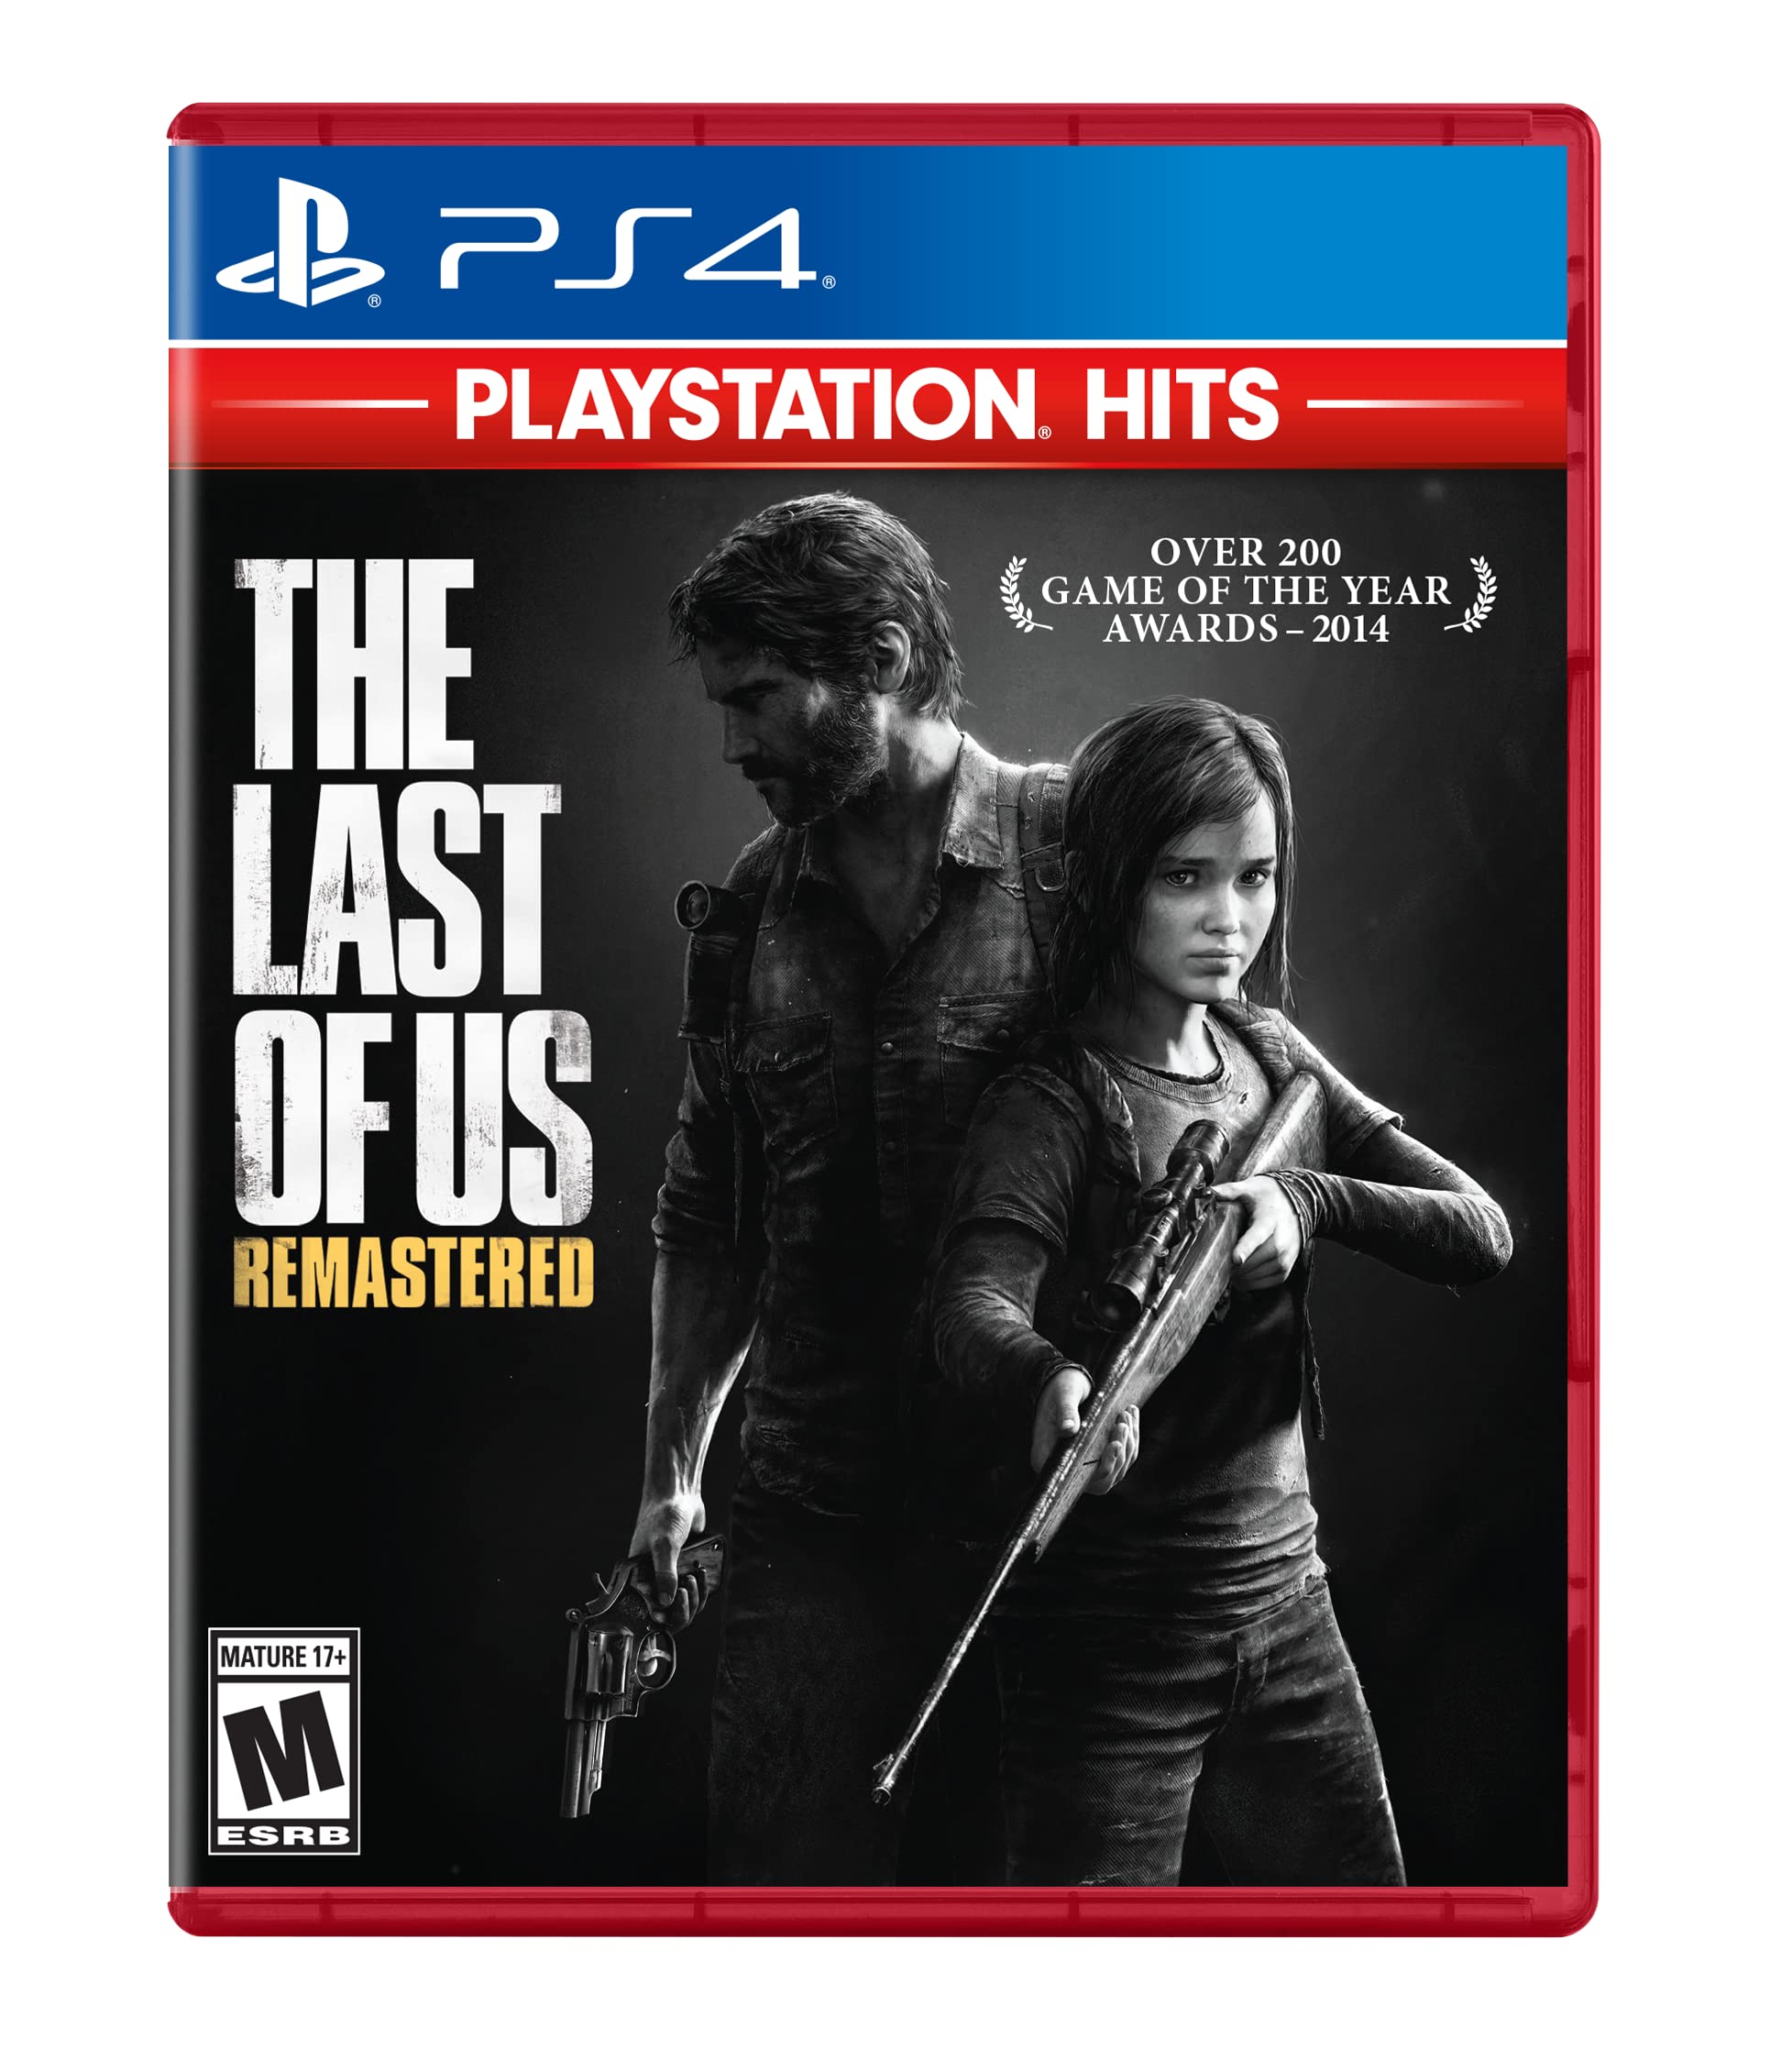 PS4®
PLAYSTATION® HITS
OVER 200
GAME OF THE YEAR
AWARDS – 2014
THE
LAST
OF US
REMASTERED
MATURE 17+
M
ESRB